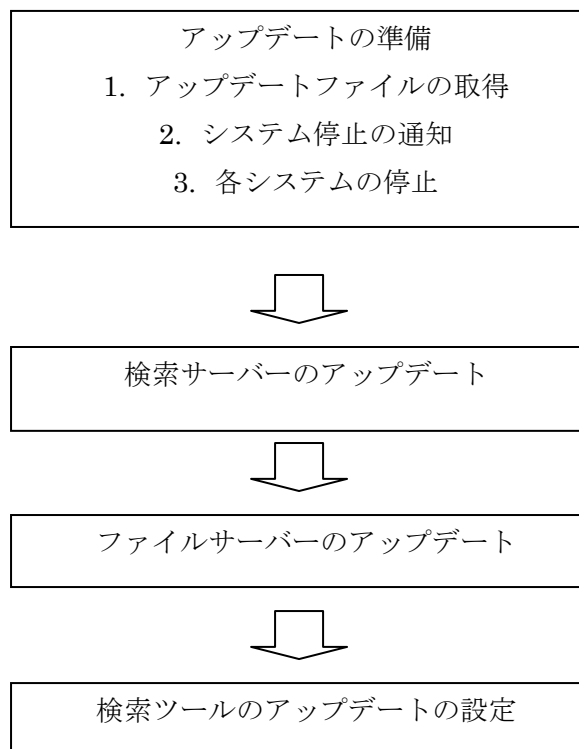 アップデートの準備
1. アップデートファイルの取得
2. システム停止の通知
3. 各システムの停止
検索サーバーのアップデート
ファイルサーバーのアップデート
検索ツールのアップデートの設定